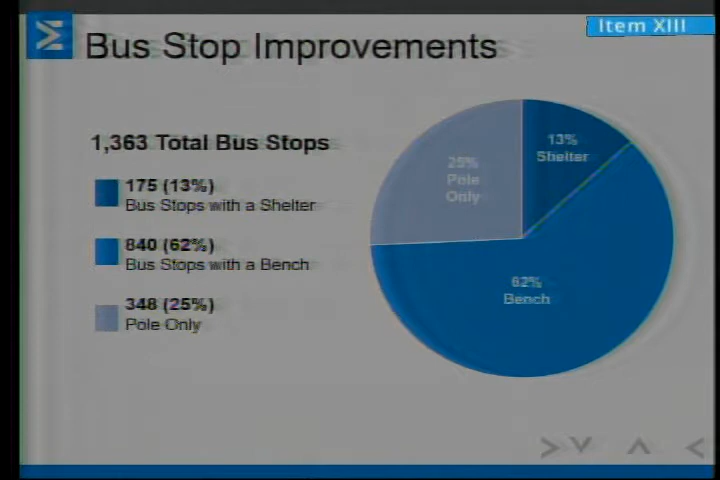 Item XIII
Bus Stop Improvements
1,363 Total Bus Stops
175 (13%)
Bus Stops with a Shelter
840 (62%)
Bus Stops with a Bench
348 (25%)
Pole Only
13%
Shelter
25%
Pole
Only
62%
Bench